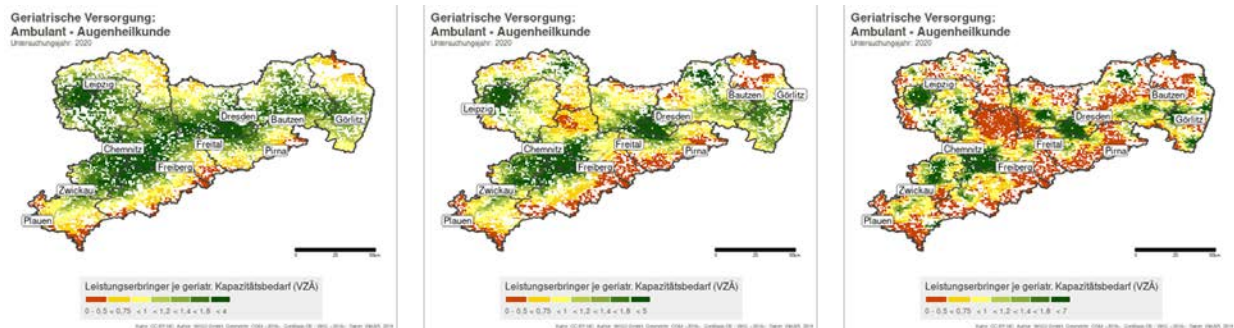 Geriatrische Versorgung:
Ambulant - Augenheilkunde
Untersuchungsjahr: 2020
Leipzig
Dresden
Bautzen
Görlitz
Chemnitz
Freital
Pirna
Freiberg
Zwickau
Plauen
Leistungserbringer je geriatr. Kapazitätsbedarf (VZÄ)
0 - 0,5 < 0,75 < 1 < 1,2 < 1,4 < 1,8 < 4
Geriatrische Versorgung:
Ambulant - Augenheilkunde
Untersuchungsjahr: 2020
Leipzig
Bautzen
Görlitz
Dresden
Chemnitz
Freital
Pirna
Freiberg
Zwickau
Plauen
Leistungserbringer je geriatr. Kapazitätsbedarf (VZÄ)
0 - 0,5 < 0,75 < 1 < 1,2 < 1,4 < 1,8 < 5
Geriatrische Versorgung:
Ambulant - Augenheilkunde
Untersuchungsjahr: 2020
Leipzig
Bautzen
Görlitz
Dresden
Chemnitz
Freital
Pirna
Freiberg
Zwickau
Plauen
Leistungserbringer je geriatr. Kapazitätsbedarf (VZÄ)
0 - 0,5 < 0,75 < 1 < 1,2 < 1,4 < 1,8 < 7